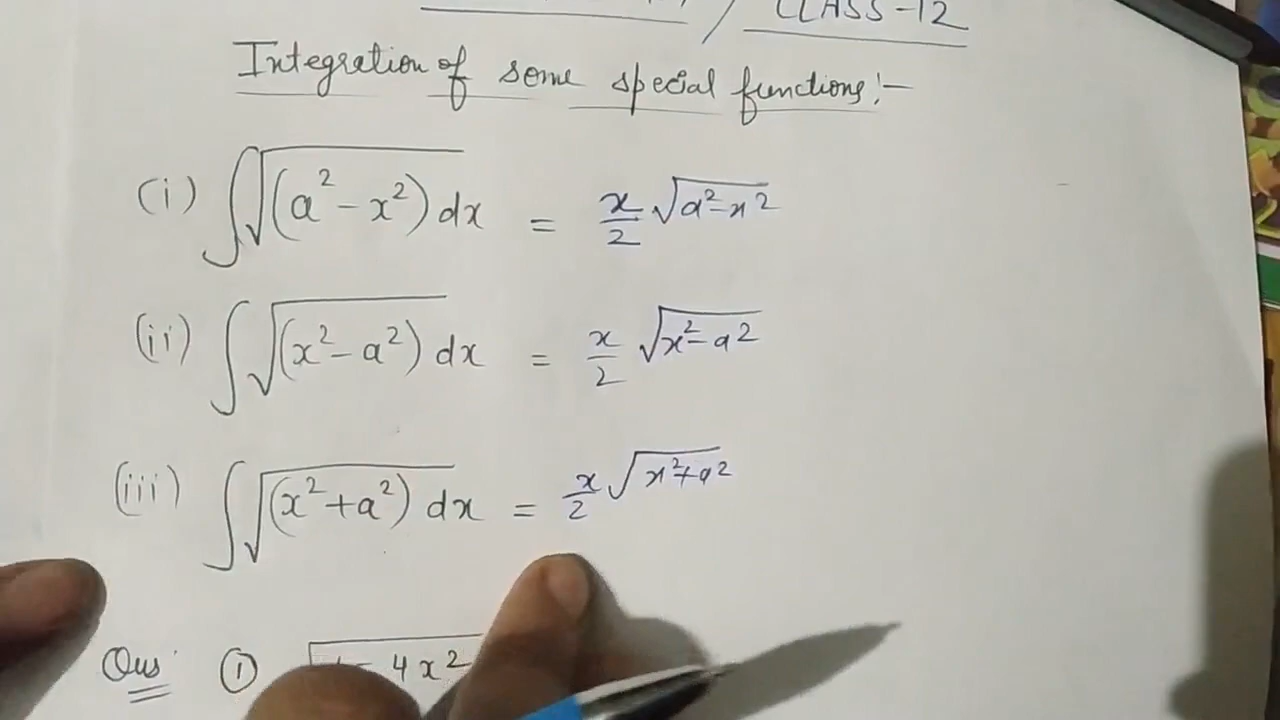 / CLASS-12
Integration of some special functions:-
(i) ∫√(a²-x²) dx = x/2 √a²-x²
(ii) ∫√(x²-a²) dx = x/2 √x²-a²
(iii) ∫√(x²+a²) dx = x/2 √x²+a²
Ques ① 4x²